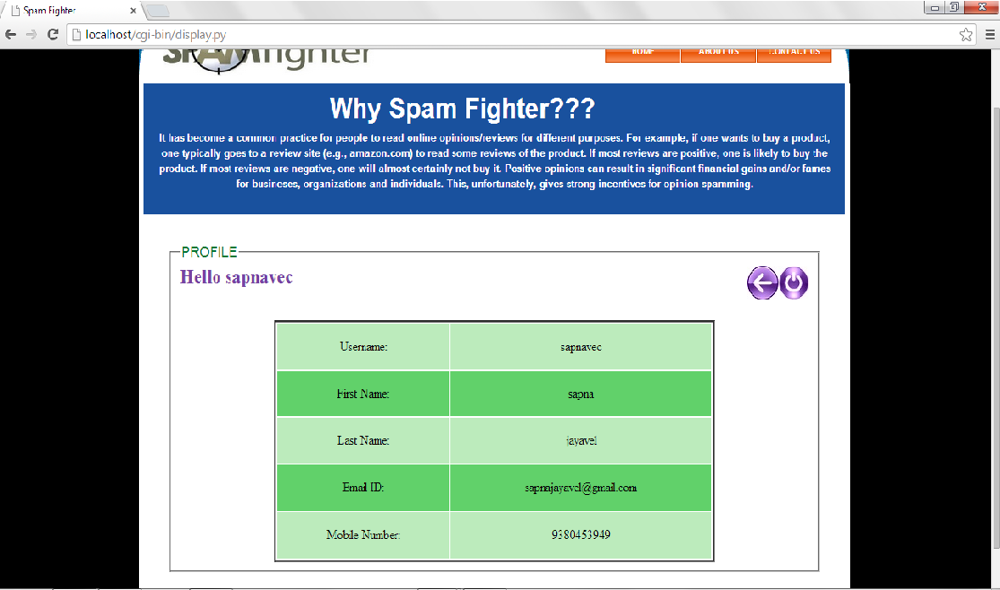 Spam Fighter
localhost/cgi-bin/display.py
SPAMfighter
HOME
ABOUT US
CONTACT US
Why Spam Fighter???
It has become a common practice for people to read online opinions/reviews for different purposes. For example, if one wants to buy a product,
one typically goes to a review site (e.g., amazon.com) to read some reviews of the product. If most reviews are positive, one is likely to buy the
product. If most reviews are negative, one will almost certainly not buy it. Positive opinions can result in significant financial gains and/or fames
for businesses, organizations and individuals. This, unfortunately, gives strong incentives for opinion spamming.
PROFILE
Hello sapnavec
Username: sapnavec
First Name: sapna
Last Name: jayavel
Email ID: sapnajayavel@gmail.com
Mobile Number: 9380453949